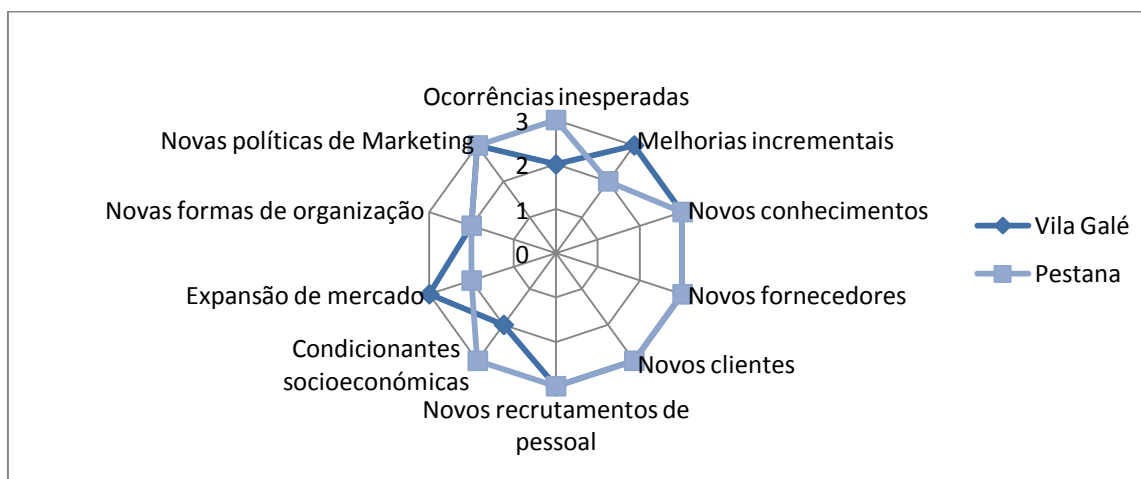 Ocorrências inesperadas
3
Novas políticas de Marketing
Melhorias incrementais
2
Novas formas de organização
1
Novos conhecimentos
Vila Galé
0
Pestana
Expansão de mercado
Novos fornecedores
Condicionantes
socioeconómicas
Novos clientes
Novos recrutamentos de
pessoal